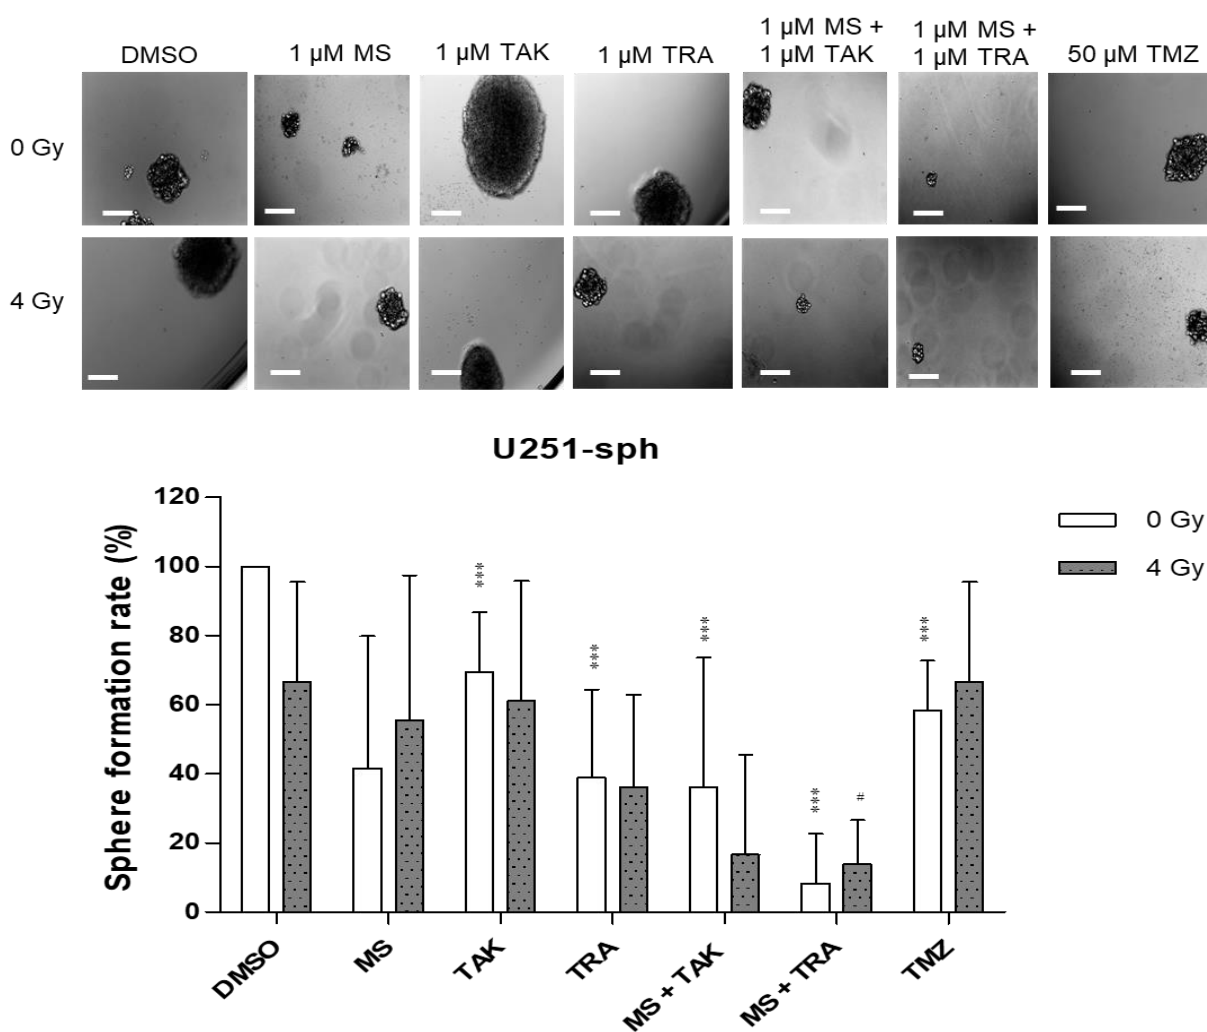 DMSO
1 µM MS
1 µM TAK
1 µM TRA
1 µM MS +
1 µM TAK
1 µM MS +
1 µM TRA
50 µM TMZ
0 Gy
4 Gy
U251-sph
Sphere formation rate (%)
120
100
80
60
40
20
0
***
***
***
***
#
***
0 Gy
4 Gy
DMSO
MS
TAK
TRA
MS + TAK
MS + TRA
TMZ